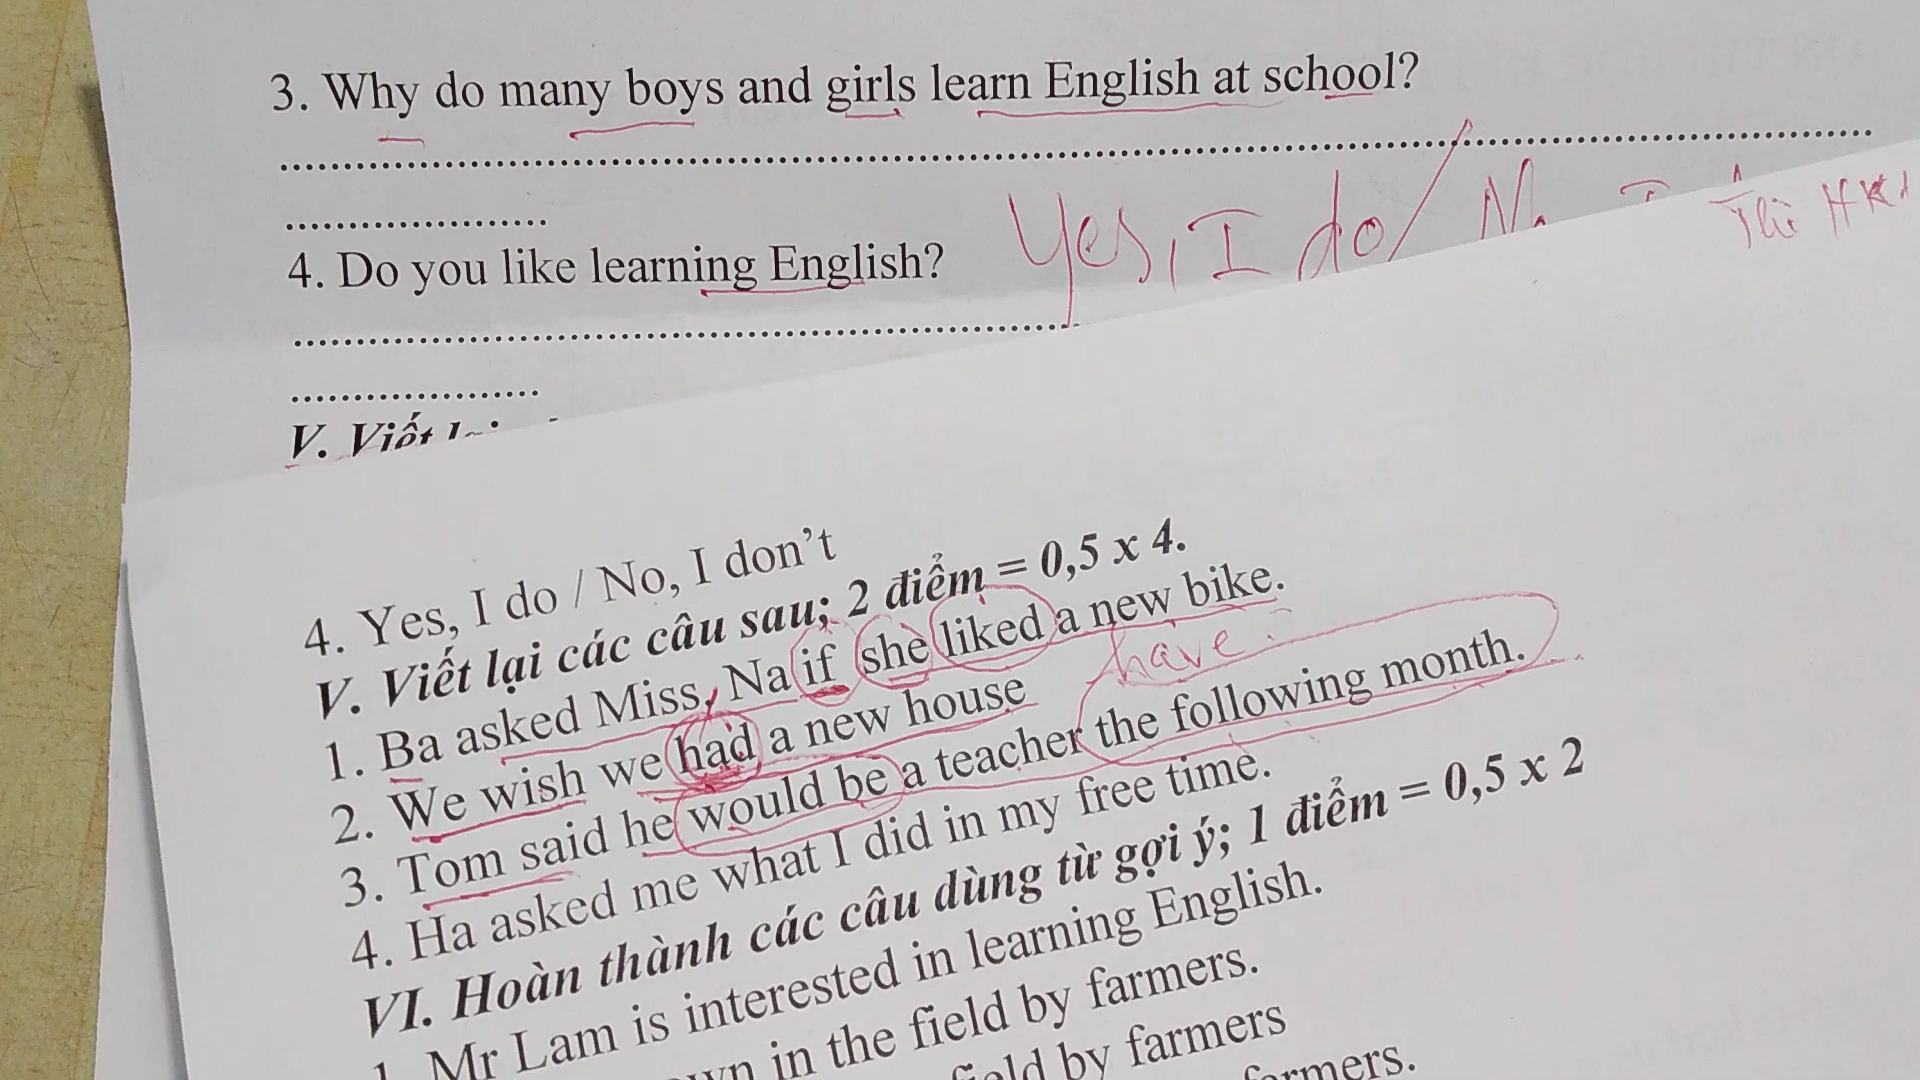 3. Why do many boys and girls learn English at school?
4. Do you like learning English?
Yes, I do / No
V. Viết
4. Yes, I do / No, I don't
V. Viết lại các câu sau; 2 điểm = 0,5 x 4.
1. Ba asked Miss, Na if she liked a new bike.
have
2. We wish we had a new house
3. Tom said he would be a teacher the following month.
4. Ha asked me what I did in my free time.
VI. Hoàn thành các câu dùng từ gợi ý; 1 điểm = 0,5 x 2
1 Mr Lam is interested in learning English.
in the field by farmers.
field by farmers
farmers.